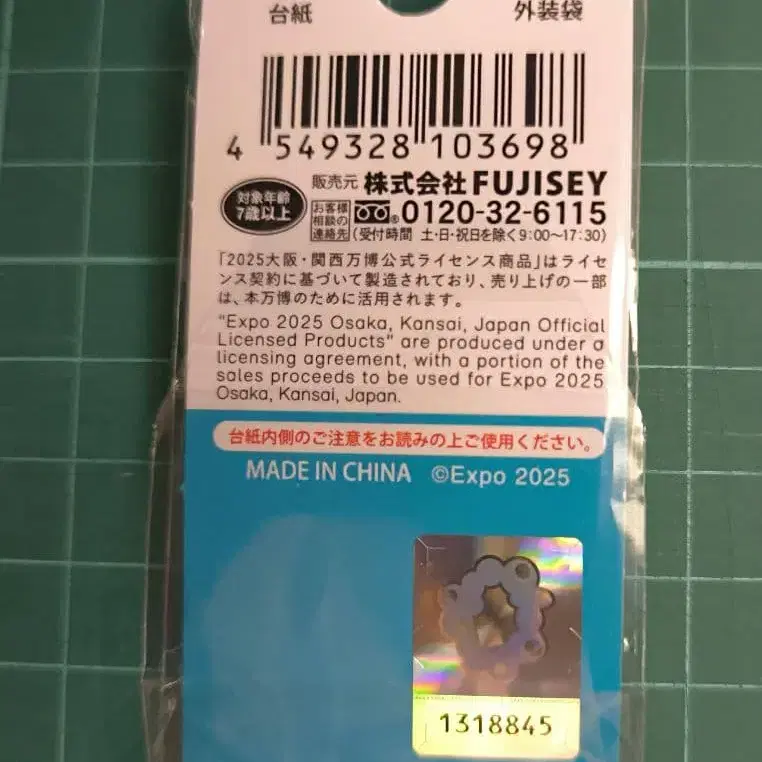 台紙 外装袋
4 549328 103698
対象年齢
7歳以上
販売元 株式会社 FUJISEY
お客様
相談の
連絡先
® 0120-32-6115
(受付時間 土・日・祝日を除く9:00〜17:30)
「2025大阪・関西万博公式ライセンス商品」はライセ
ンス契約に基づいて製造されており、売り上げの一部
は、本万博のために活用されます。
"Expo 2025 Osaka, Kansai, Japan Official
Licensed Products" are produced under a
licensing agreement, with a portion of the
sales proceeds to be used for Expo 2025
Osaka, Kansai, Japan.
台紙内側のご注意をお読みの上ご使用ください。
MADE IN CHINA ©Expo 2025
1318845